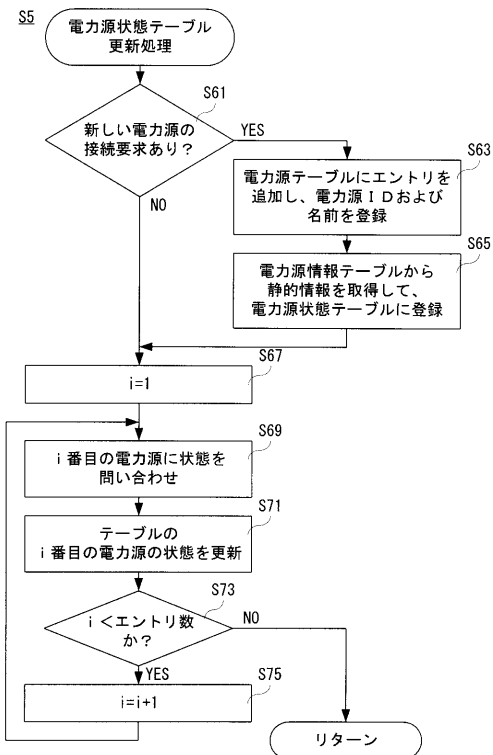 S5
電力源状態テーブル
更新処理
S61
新しい電力源の
接続要求あり？
YES
NO
S63
電力源テーブルにエントリを
追加し、電力源ＩＤおよび
名前を登録
S65
電力源情報テーブルから
静的情報を取得して、
電力源状態テーブルに登録
S67
i=1
S69
ｉ番目の電力源に状態を
問い合わせ
S71
テーブルの
ｉ番目の電力源の状態を更新
S73
ｉ＜エントリ数
か？
NO
YES
S75
i=i+1
リターン